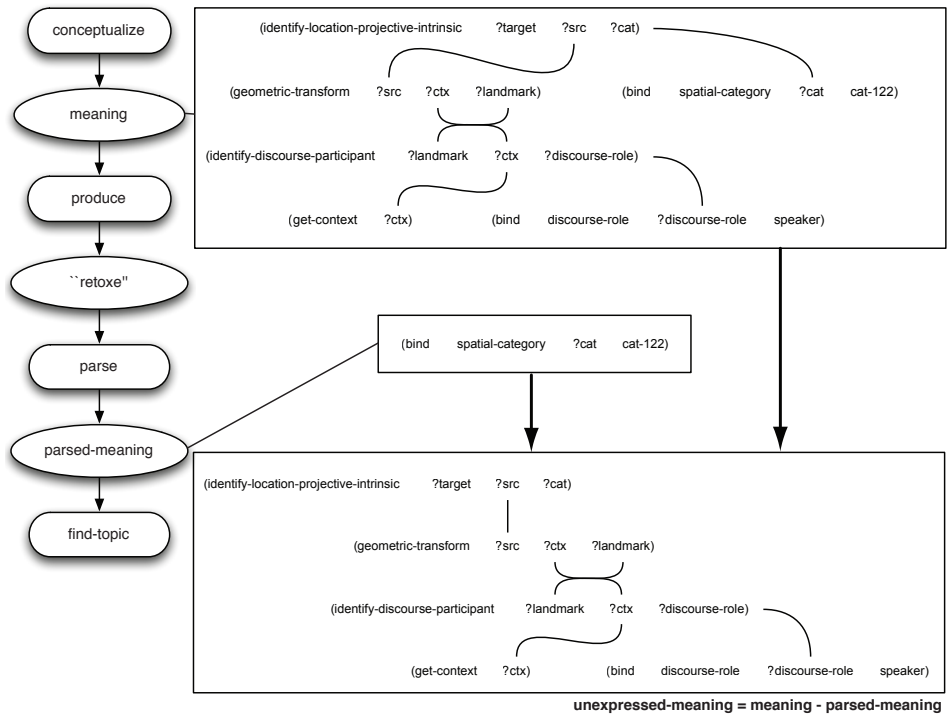 conceptualize
meaning
produce
``retoxe"
parse
parsed-meaning
find-topic
(identify-location-projective-intrinsic ?target ?src ?cat)
(geometric-transform ?src ?ctx ?landmark) (bind spatial-category ?cat cat-122)
(identify-discourse-participant ?landmark ?ctx ?discourse-role)
(get-context ?ctx) (bind discourse-role ?discourse-role speaker)
(bind spatial-category ?cat cat-122)
(identify-location-projective-intrinsic ?target ?src ?cat)
(geometric-transform ?src ?ctx ?landmark)
(identify-discourse-participant ?landmark ?ctx ?discourse-role)
(get-context ?ctx) (bind discourse-role ?discourse-role speaker)
unexpressed-meaning = meaning - parsed-meaning